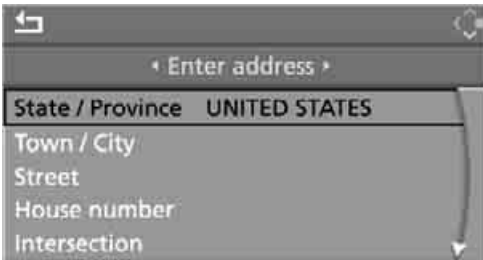 Enter address
State / Province UNITED STATES
Town / City
Street
House number
Intersection